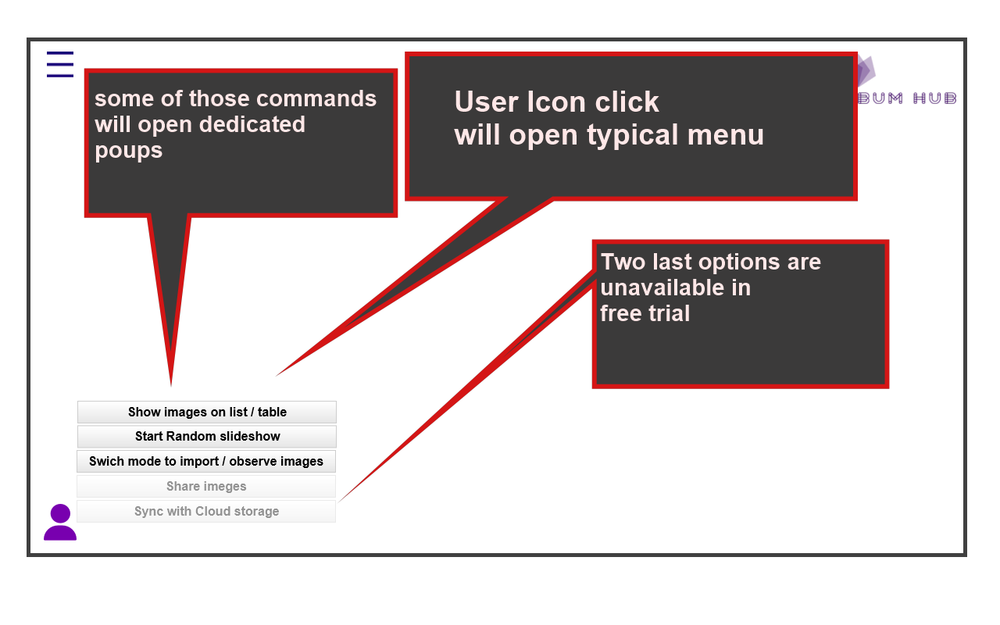 some of those commands
will open dedicated
poups
User Icon click
will open typical menu
BUM HUB
Two last options are
unavailable in
free trial
Show images on list / table
Start Random slideshow
Swich mode to import / observe images
Share imeges
Sync with Cloud storage